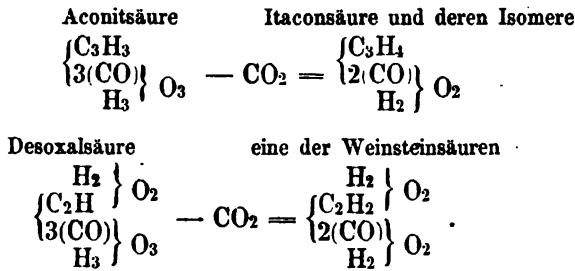 Aconitsäure Itaconsäure und deren Isomere
C3H3 C3H4
3(CO) O3 — CO2 = 2(CO) O2
H3 H2
Desoxalsäure eine der Weinsteinsäuren
H2 O2 H2 O2
C2H C2H2
3(CO) O3 — CO2 = 2(CO) O2 .
H3 H2